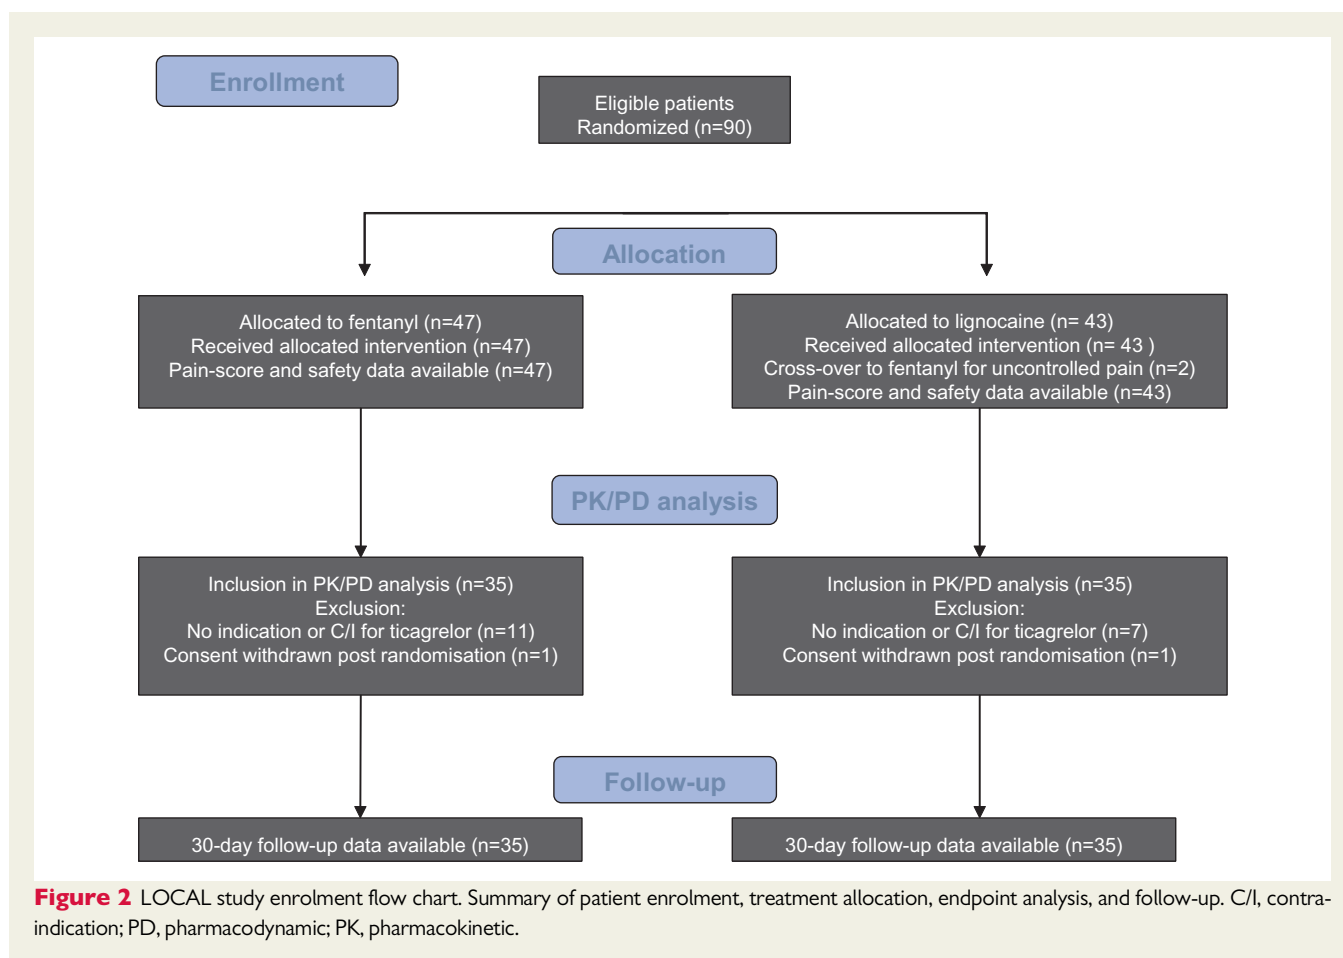 Enrollment
Eligible patients
Randomized (n=90)
Allocation
Allocated to fentanyl (n=47)
Received allocated intervention (n=47)
Pain-score and safety data available (n=47)
Allocated to lignocaine (n= 43)
Received allocated intervention (n= 43 )
Cross-over to fentanyl for uncontrolled pain (n=2)
Pain-score and safety data available (n=43)
PK/PD analysis
Inclusion in PK/PD analysis (n=35)
Exclusion:
No indication or C/I for ticagrelor (n=11)
Consent withdrawn post randomisation (n=1)
Inclusion in PK/PD analysis (n=35)
Exclusion:
No indication or C/I for ticagrelor (n=7)
Consent withdrawn post randomisation (n=1)
Follow-up
30-day follow-up data available (n=35)
30-day follow-up data available (n=35)
Figure 2 LOCAL study enrolment flow chart. Summary of patient enrolment, treatment allocation, endpoint analysis, and follow-up. C/I, contra-
indication; PD, pharmacodynamic; PK, pharmacokinetic.